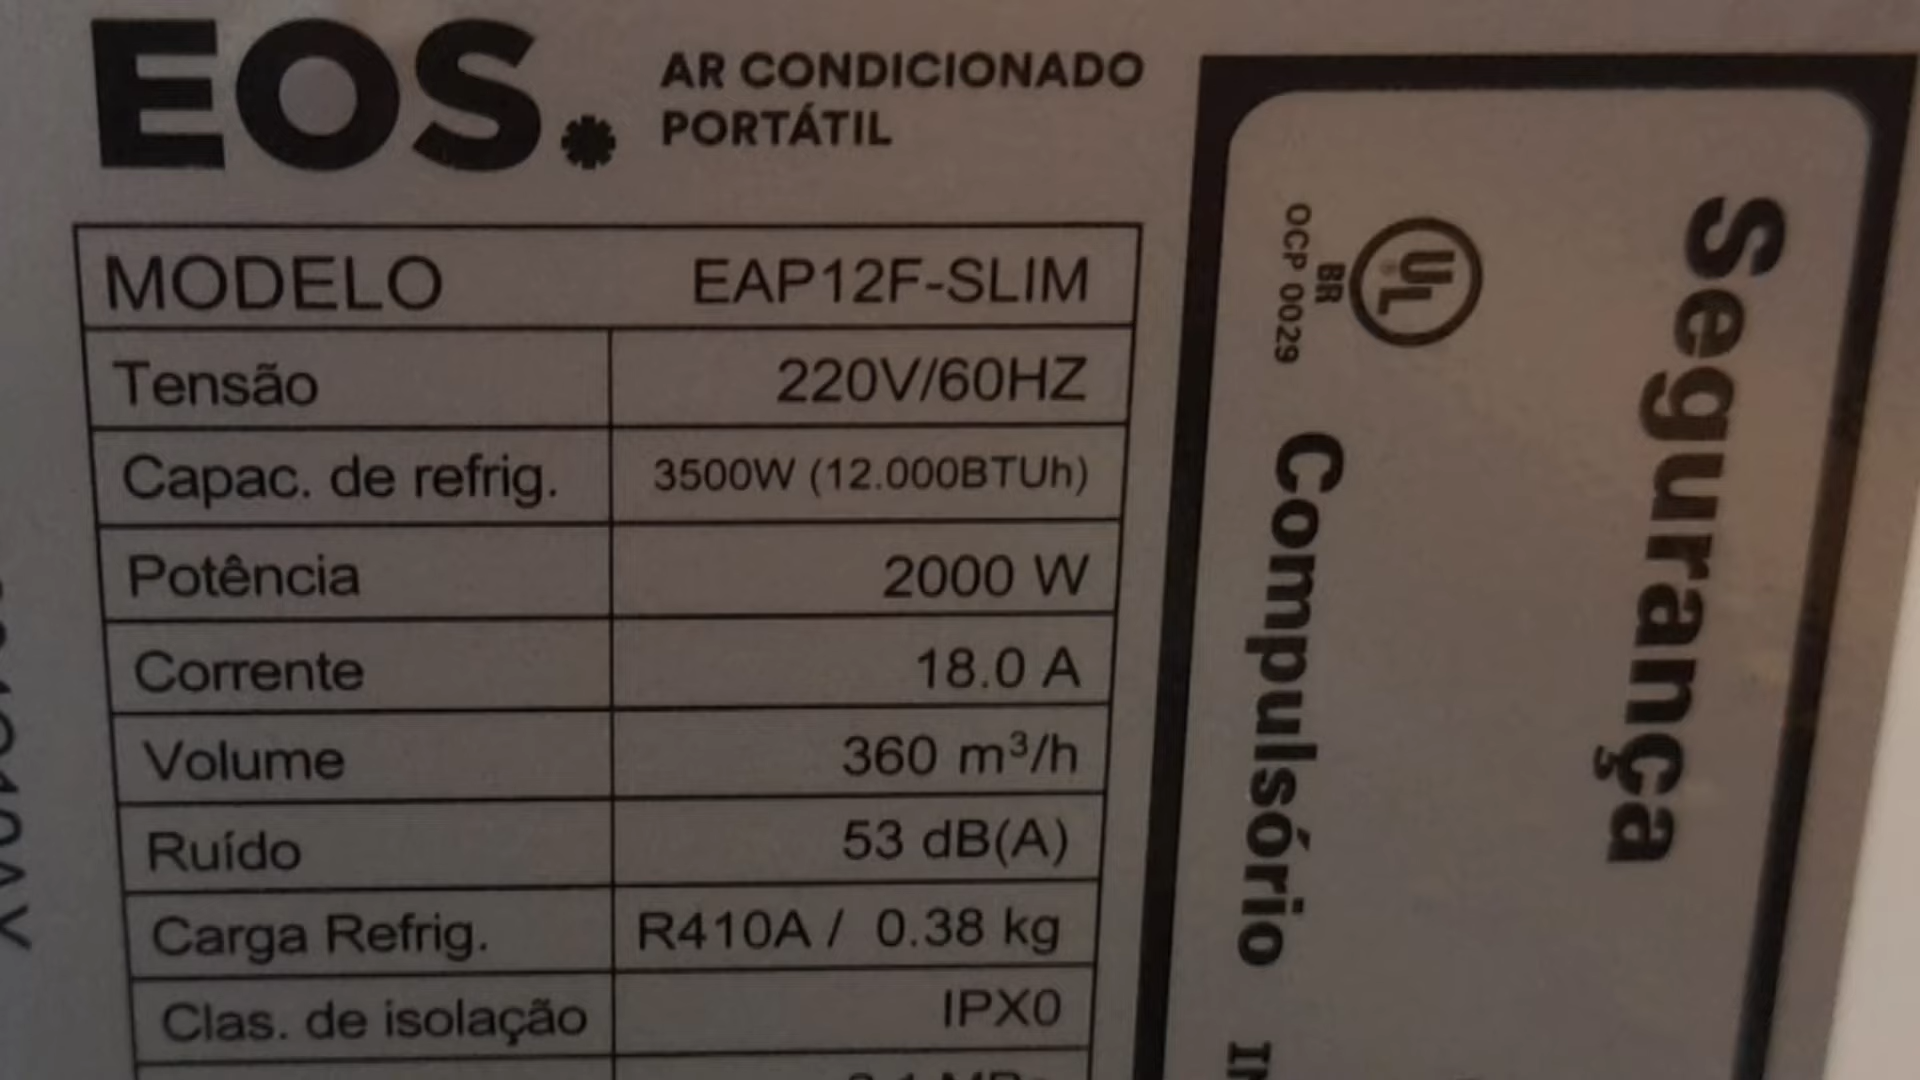 EOS.
AR CONDICIONADO
PORTÁTIL
MODELO EAP12F-SLIM
Tensão 220V/60HZ
Capac. de refrig. 3500W (12.000BTUh)
Potência 2000 W
Corrente 18.0 A
Volume 360 m³/h
Ruído 53 dB(A)
Carga Refrig. R410A / 0.38 kg
Clas. de isolação IPX0
Segurança
UL
BR
OCP 0029
Compulsório